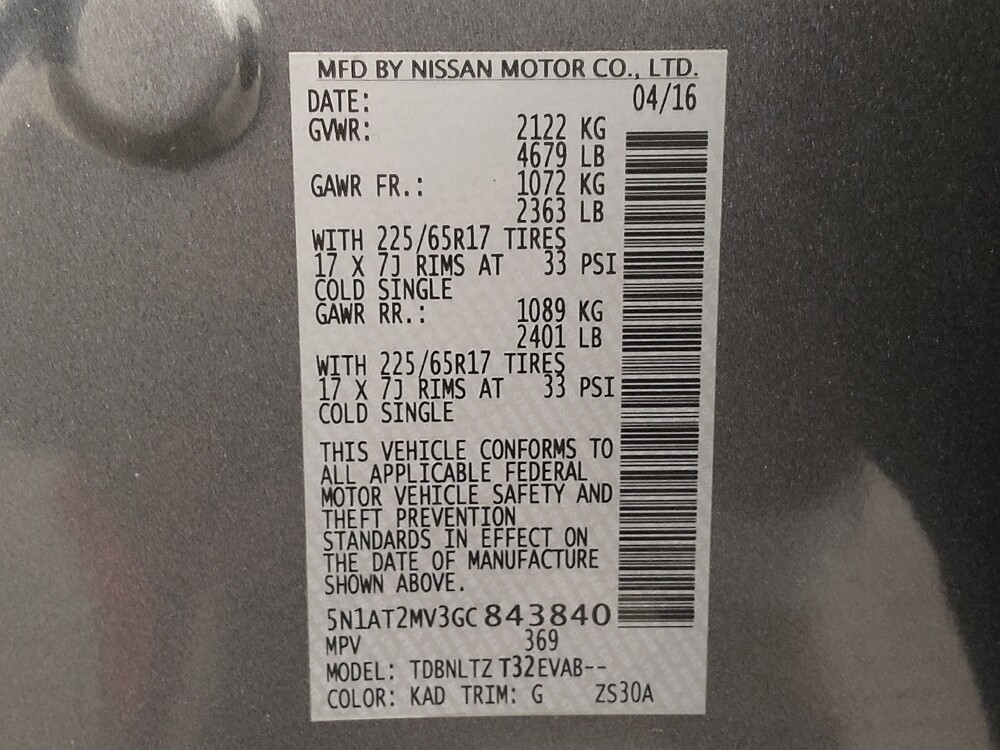 MFD BY NISSAN MOTOR CO., LTD.
DATE: 04/16
GVWR: 2122 KG
4679 LB
GAWR FR.: 1072 KG
2363 LB
WITH 225/65R17 TIRES
17 X 7J RIMS AT 33 PSI
COLD SINGLE
GAWR RR.: 1089 KG
2401 LB
WITH 225/65R17 TIRES
17 X 7J RIMS AT 33 PSI
COLD SINGLE
THIS VEHICLE CONFORMS TO
ALL APPLICABLE FEDERAL
MOTOR VEHICLE SAFETY AND
THEFT PREVENTION
STANDARDS IN EFFECT ON
THE DATE OF MANUFACTURE
SHOWN ABOVE.
5N1AT2MV3GC843840
MPV 369
MODEL: TDBNLTZ T32EVAB--
COLOR: KAD TRIM: G ZS30A